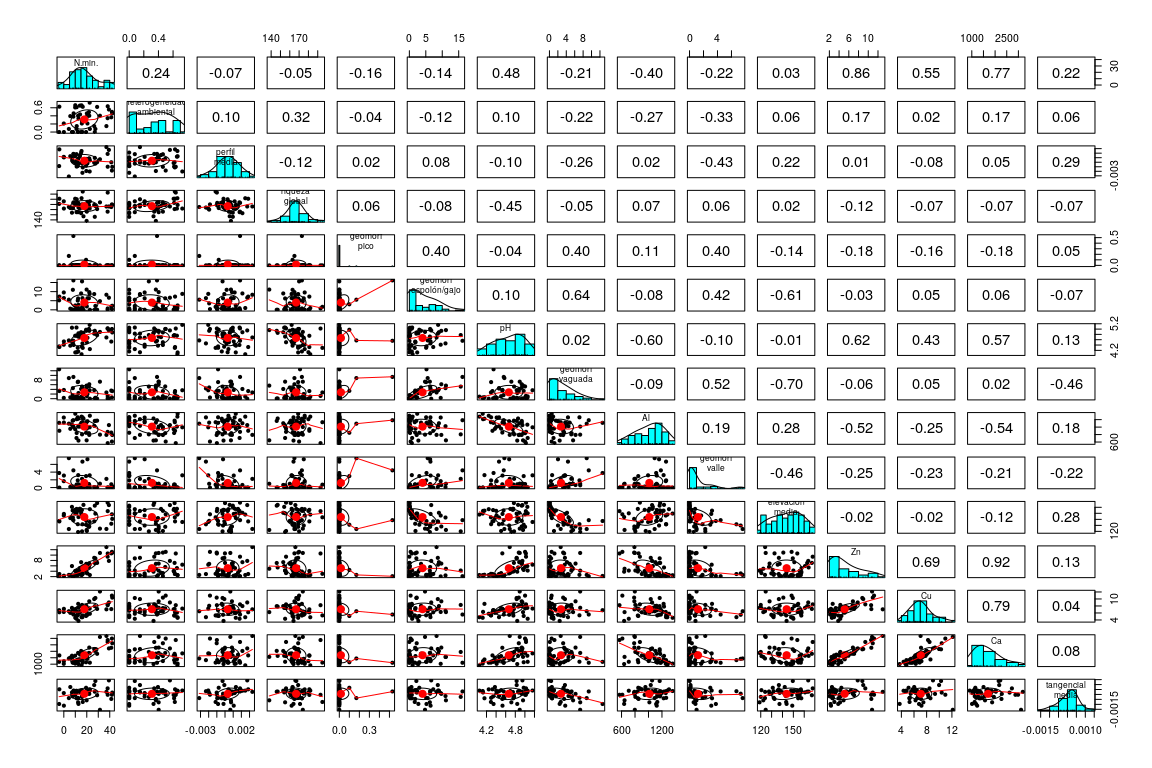 0.0 0.4 140 170 0 5 15 0 4 8 0 4 2 6 10 1000 2500
N.min. 0.24 -0.07 -0.05 -0.16 -0.14 0.48 -0.21 -0.40 -0.22 0.03 0.86 0.55 0.77 0.22 0 30
0.0 0.6 ambiental 0.10 0.32 -0.04 -0.12 0.10 -0.22 -0.27 -0.33 0.06 0.17 0.02 0.17 0.06
perfil
media -0.12 0.02 0.08 -0.10 -0.26 0.02 -0.43 0.22 0.01 -0.08 0.05 0.29 -0.003
140 riqueza
global 0.06 -0.08 -0.45 -0.05 0.07 0.06 0.02 -0.12 -0.07 -0.07 -0.07
geomorf
pico 0.40 -0.04 0.40 0.11 0.40 -0.14 -0.18 -0.16 -0.18 0.05 0.0 0.5
0 10 geomorf
espolón/gajo 0.10 0.64 -0.08 0.42 -0.61 -0.03 0.05 0.06 -0.07
pH 0.02 -0.60 -0.10 -0.01 0.62 0.43 0.57 0.13 4.2 5.2
0 8 geomorf
vaguada -0.09 0.52 -0.70 -0.06 0.05 0.02 -0.46
Al 0.19 0.28 -0.52 -0.25 -0.54 0.18 600
0 4 geomorf
valle -0.46 -0.25 -0.23 -0.21 -0.22
elevación
media -0.02 -0.02 -0.12 0.28 120
2 8 Zn 0.69 0.92 0.13
Cu 0.79 0.04 4 10
1000 Ca 0.08
tangencial
media -0.0015
0 20 40 -0.003 0.002 0.0 0.3 4.2 4.8 600 1200 120 150 4 8 12 -0.0015 0.0010